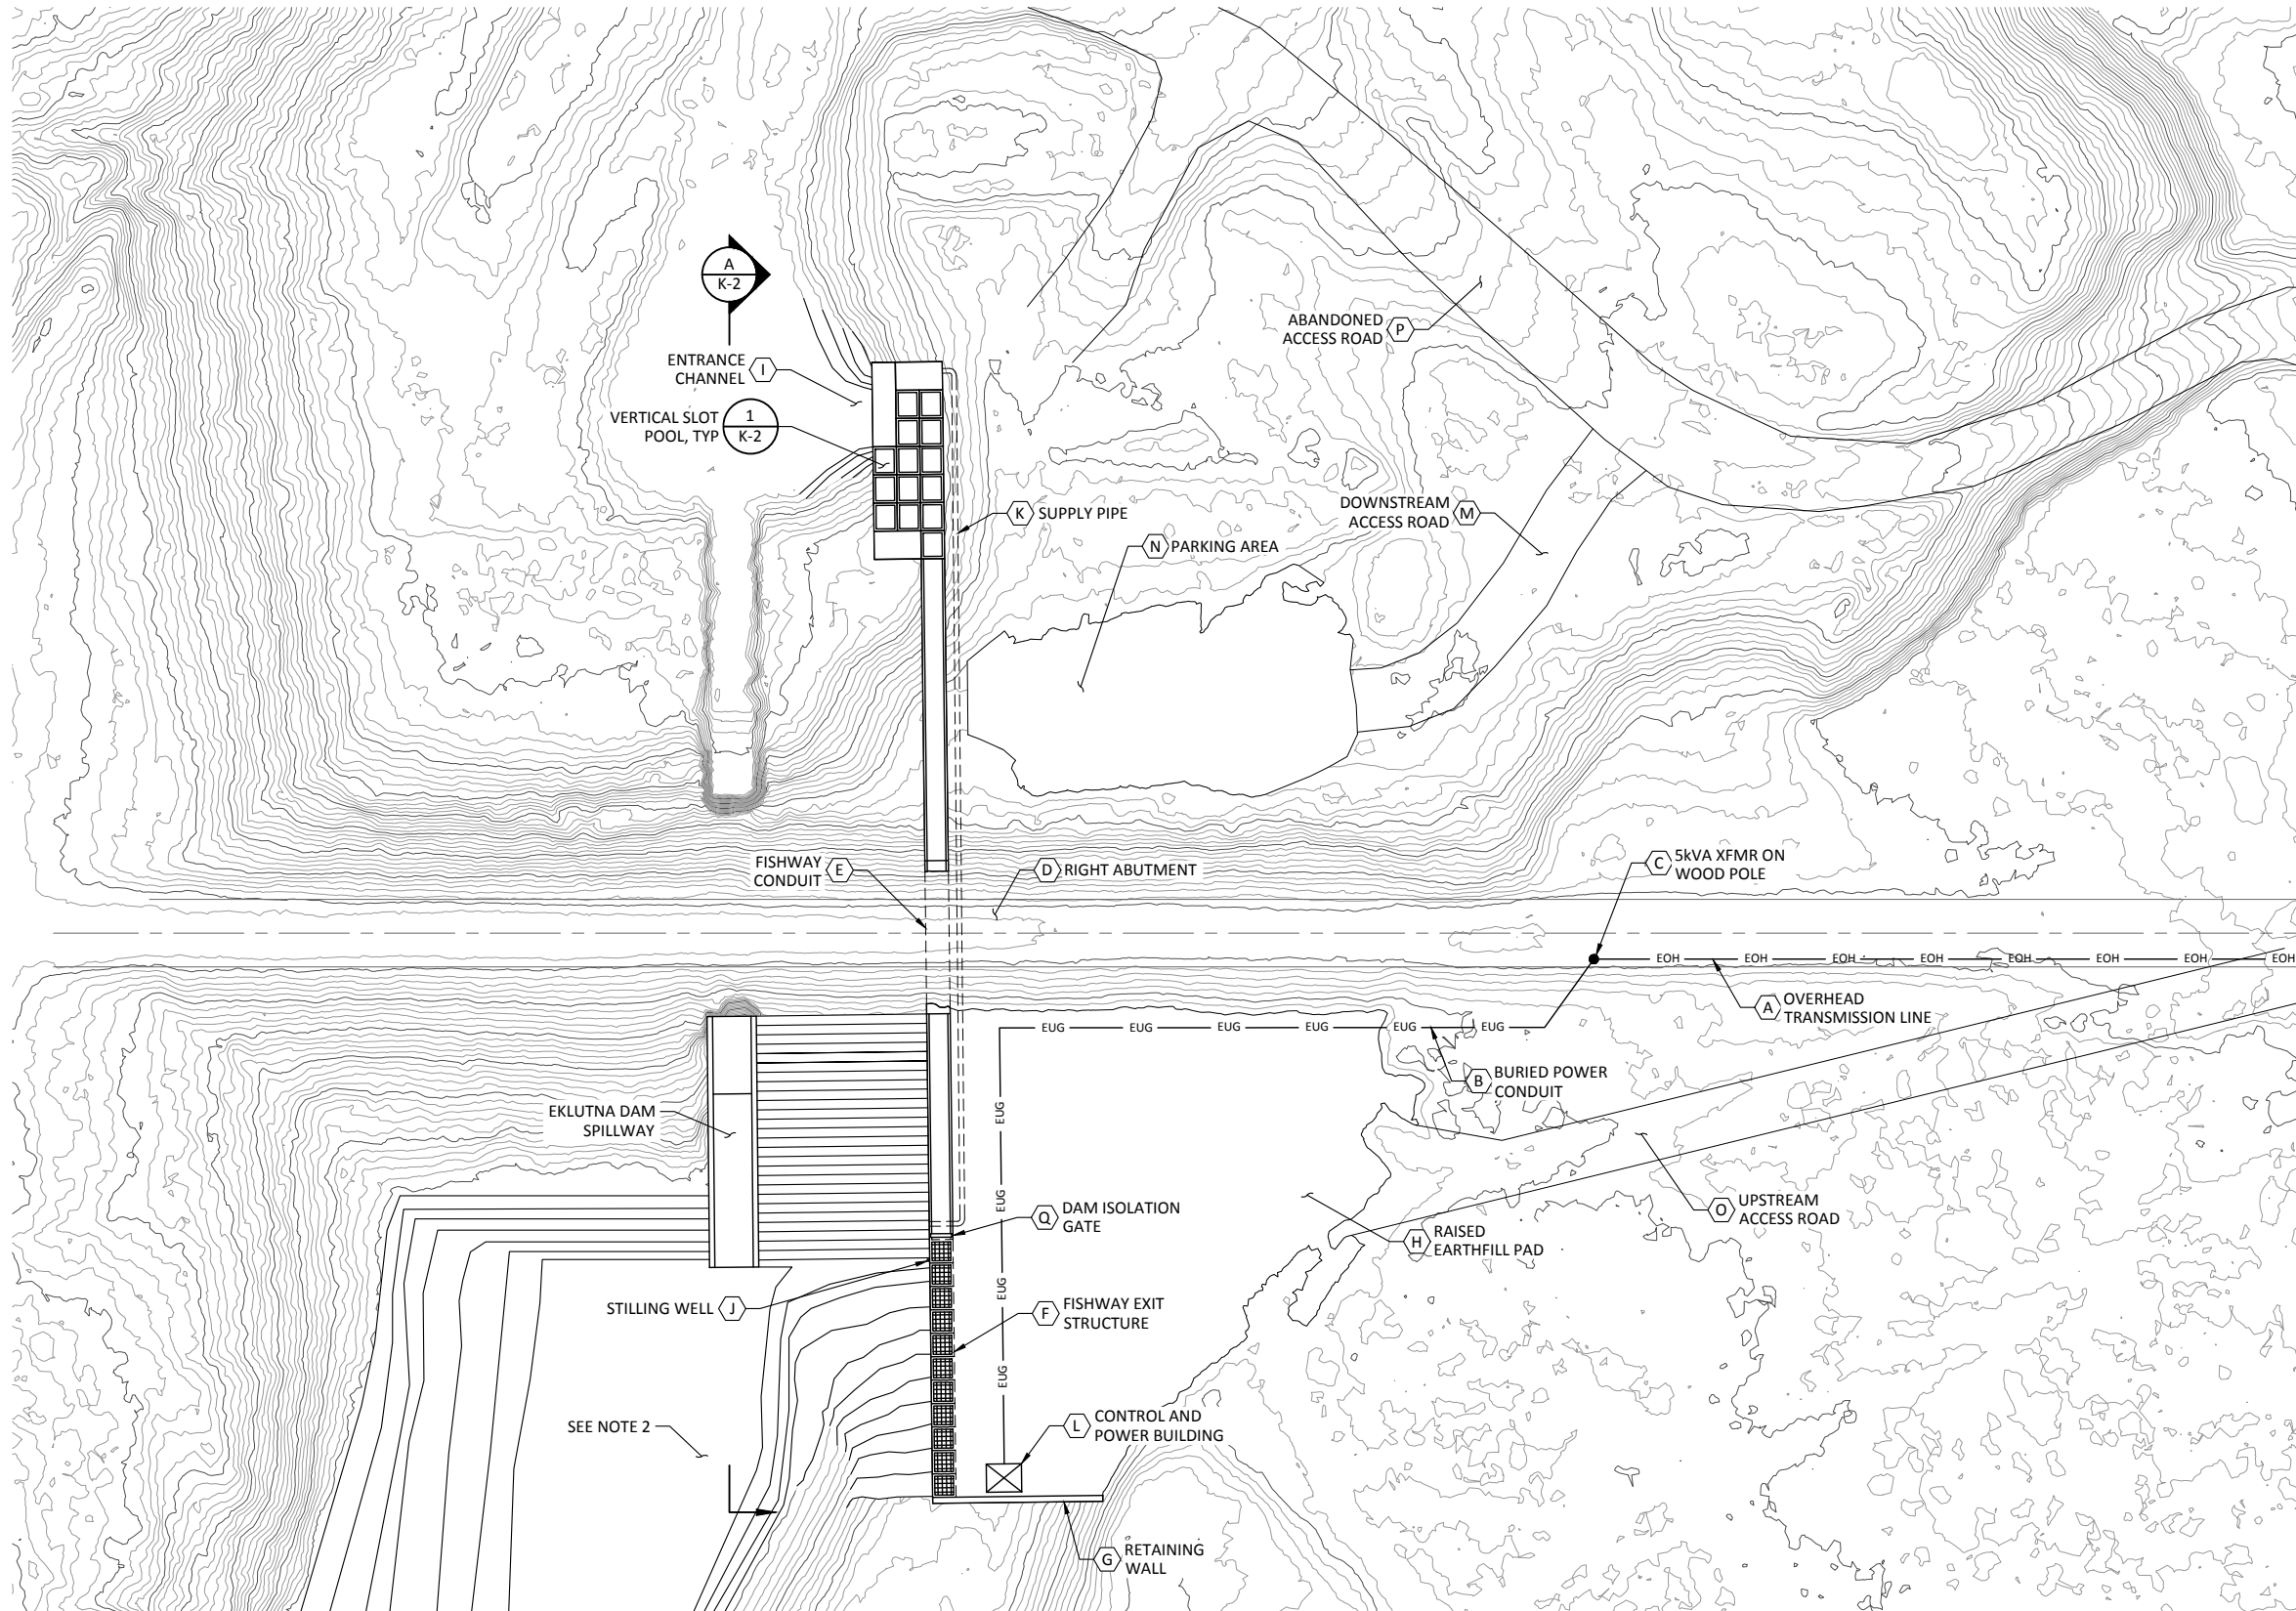 A
K-2
ENTRANCE
CHANNEL
I
VERTICAL SLOT
POOL, TYP
1
K-2
ABANDONED
ACCESS ROAD
P
K
SUPPLY PIPE
DOWNSTREAM
ACCESS ROAD
M
N
PARKING AREA
FISHWAY
CONDUIT
E
D
RIGHT ABUTMENT
C
5kVA XFMR ON
WOOD POLE
EOH
EOH
EOH
EOH
EOH
EOH
EOH
EOH
A
OVERHEAD
TRANSMISSION LINE
EUG
EUG
EUG
EUG
EUG
EUG
B
BURIED POWER
CONDUIT
EUG
EKLUTNA DAM
SPILLWAY
EUG
Q
DAM ISOLATION
GATE
O
UPSTREAM
ACCESS ROAD
H
RAISED
EARTHFILL PAD
EUG
STILLING WELL
J
F
FISHWAY EXIT
STRUCTURE
EUG
SEE NOTE 2
L
CONTROL AND
POWER BUILDING
G
RETAINING
WALL